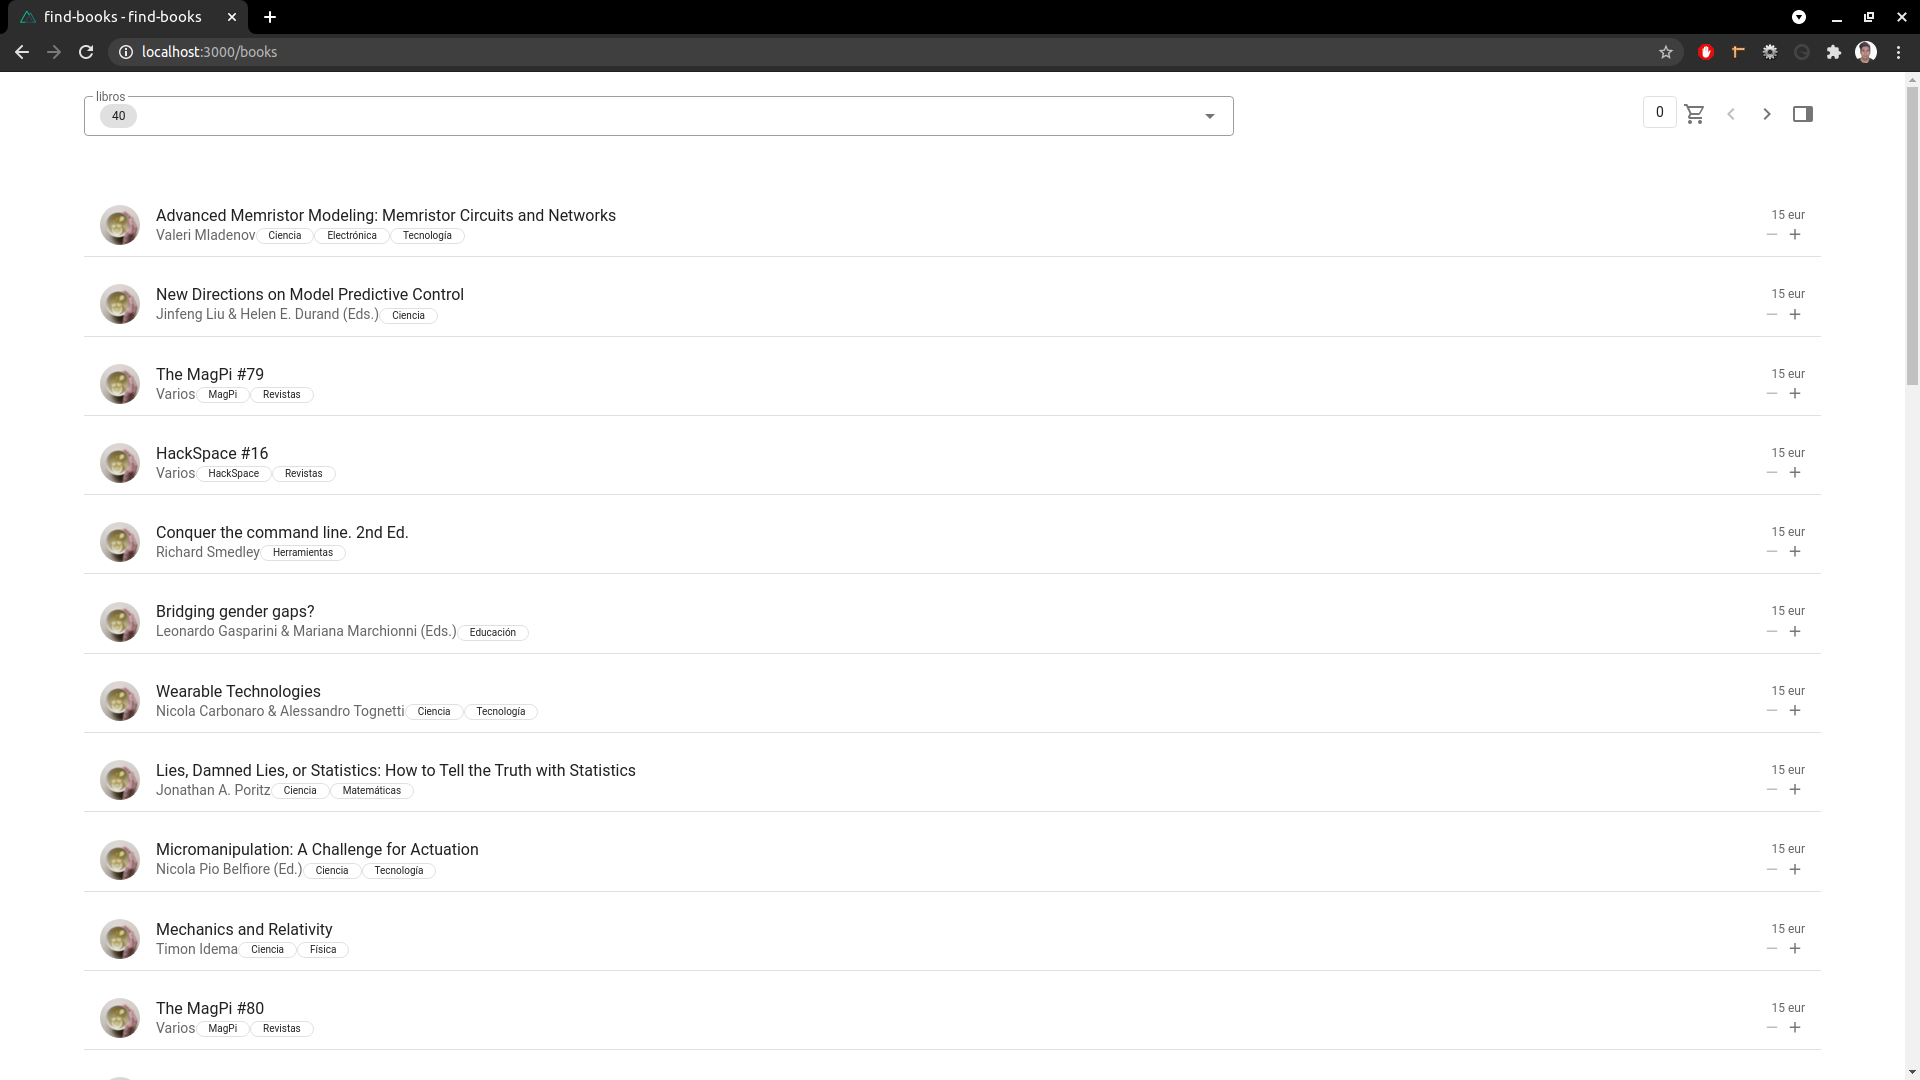 find-books - find-books
localhost:3000/books
libros
40
0
Advanced Memristor Modeling: Memristor Circuits and Networks
15 eur
Valeri Mladenov Ciencia Electrónica Tecnología
New Directions on Model Predictive Control
15 eur
Jinfeng Liu & Helen E. Durand (Eds.) Ciencia
The MagPi #79
15 eur
Varios MagPi Revistas
HackSpace #16
15 eur
Varios HackSpace Revistas
Conquer the command line. 2nd Ed.
15 eur
Richard Smedley Herramientas
Bridging gender gaps?
15 eur
Leonardo Gasparini & Mariana Marchionni (Eds.) Educación
Wearable Technologies
15 eur
Nicola Carbonaro & Alessandro Tognetti Ciencia Tecnología
Lies, Damned Lies, or Statistics: How to Tell the Truth with Statistics
15 eur
Jonathan A. Poritz Ciencia Matemáticas
Micromanipulation: A Challenge for Actuation
15 eur
Nicola Pio Belfiore (Ed.) Ciencia Tecnología
Mechanics and Relativity
15 eur
Timon Idema Ciencia Física
The MagPi #80
15 eur
Varios MagPi Revistas